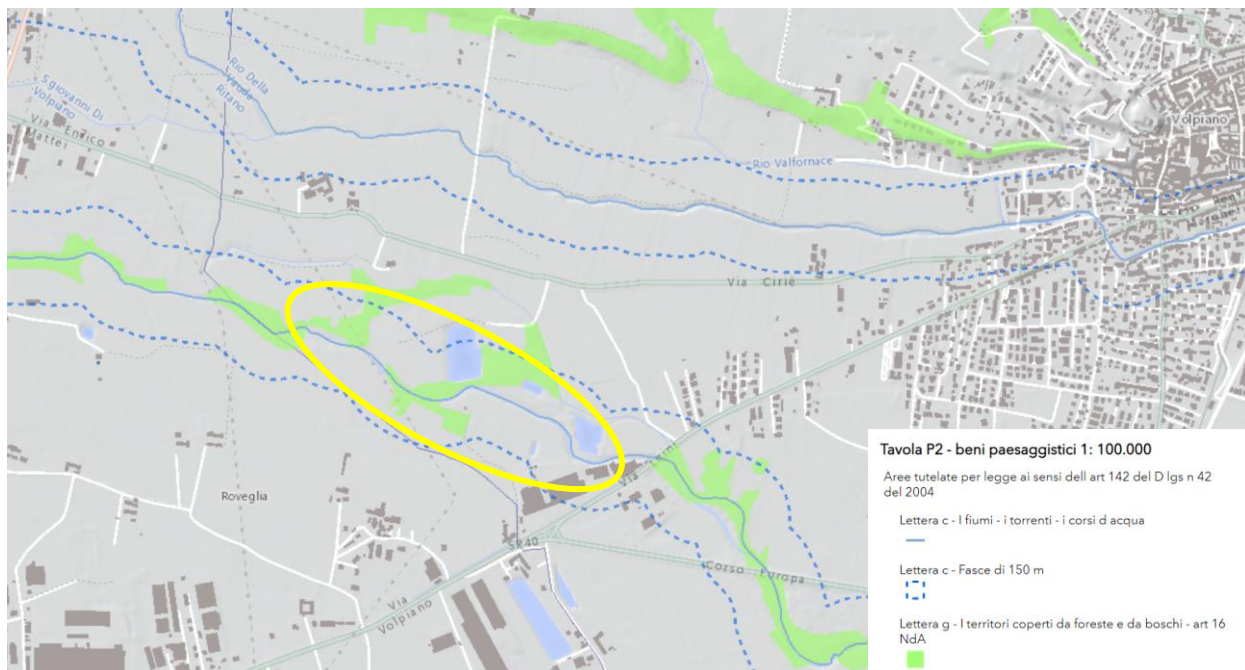 Rio Della
Vauda
Ritano
S.giovanni Di
Volpiano
Via Enrico
Mattei
Volpiano
Rio Valfornace
Via Cirié
Roveglia
SR40
Via
Volpiano
Corso Europa
Tavola P2 - beni paesaggistici 1: 100.000
Aree tutelate per legge ai sensi dell art 142 del D lgs n 42
del 2004
Lettera c - I fiumi - i torrenti - i corsi d acqua
Lettera c - Fasce di 150 m
Lettera g - I territori coperti da foreste e da boschi - art 16
NdA